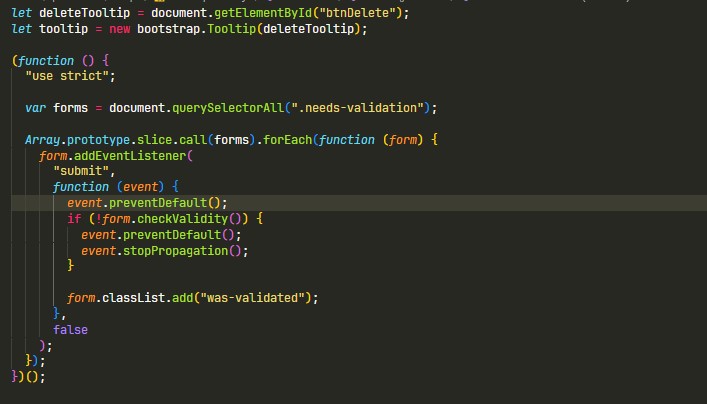 let deleteTooltip = document.getElementById("btnDelete");
let tooltip = new bootstrap.Tooltip(deleteTooltip);
(function () {
"use strict";
var forms = document.querySelectorAll(".needs-validation");
Array.prototype.slice.call(forms).forEach(function (form) {
form.addEventListener(
"submit",
function (event) {
event.preventDefault();
if (!form.checkValidity()) {
event.preventDefault();
event.stopPropagation();
}
form.classList.add("was-validated");
},
false
);
});
})();